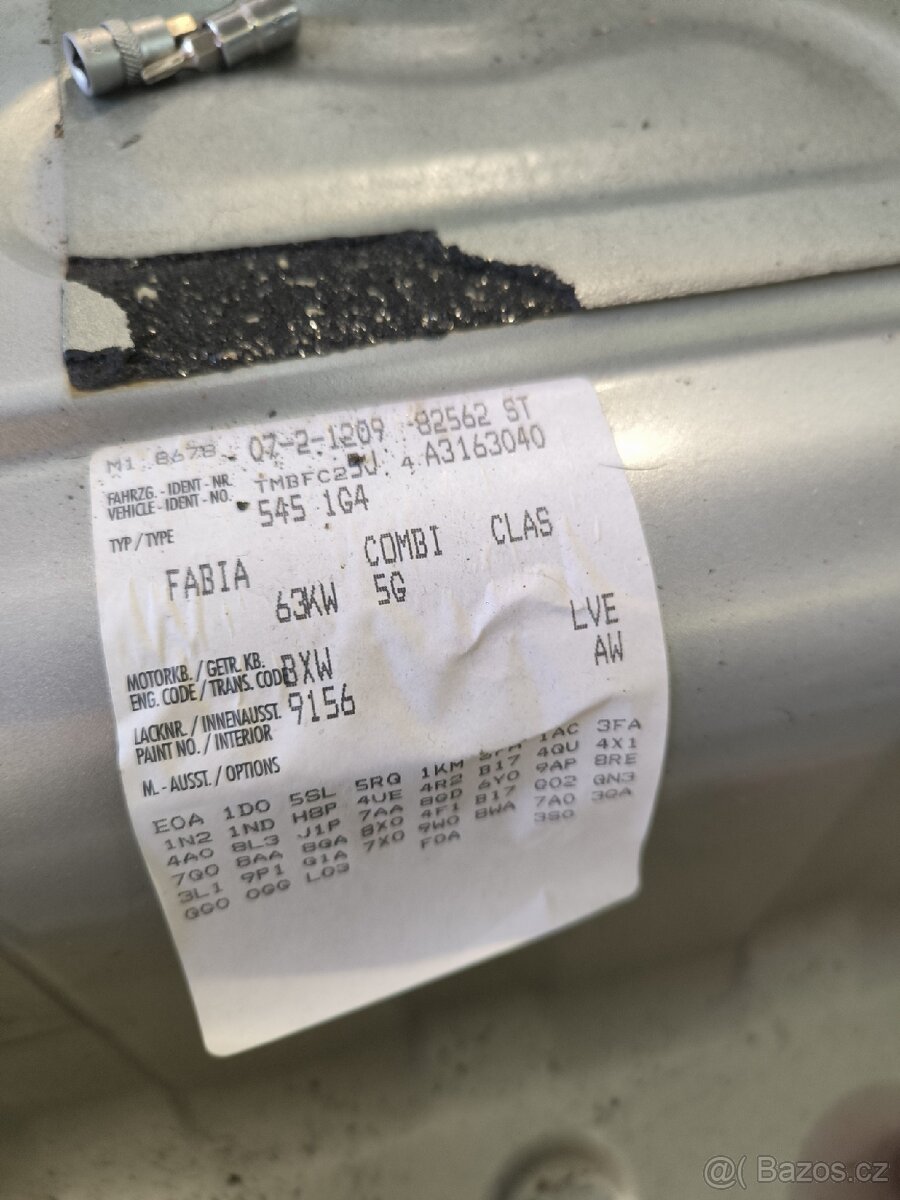 M1 8678 07-2-1209 82562 ST
FAHRZG.-IDENT-NR. TMBFC25J 4 A3163040
VEHICLE-IDENT-NO.
TYP/TYPE 545 1G4
FABIA COMBI CLAS
63KW 5G
MOTORKB./GETR.KB.
ENG. CODE/TRANS. CODE BXW LVE
LACKNR./INNENAUSST.
PAINT NO./INTERIOR 9156 AW
M.-AUSST./OPTIONS
E0A 1D0 5SL 5RQ 1KM 1AC 3FA
1N2 1ND H8P 4UE 4R2 B17 4QU 4X1
4A0 8L3 J1P 7AA 8GD 6Y0 9AP 8RE
7G0 8AA 8GA 8X0 4F1 B17 G02 QN3
3L1 9P1 G1A 7X0 9W0 8WA 7A0 3GA
GG0 0GG L03 F0A 3S0
@( Bazos.cz